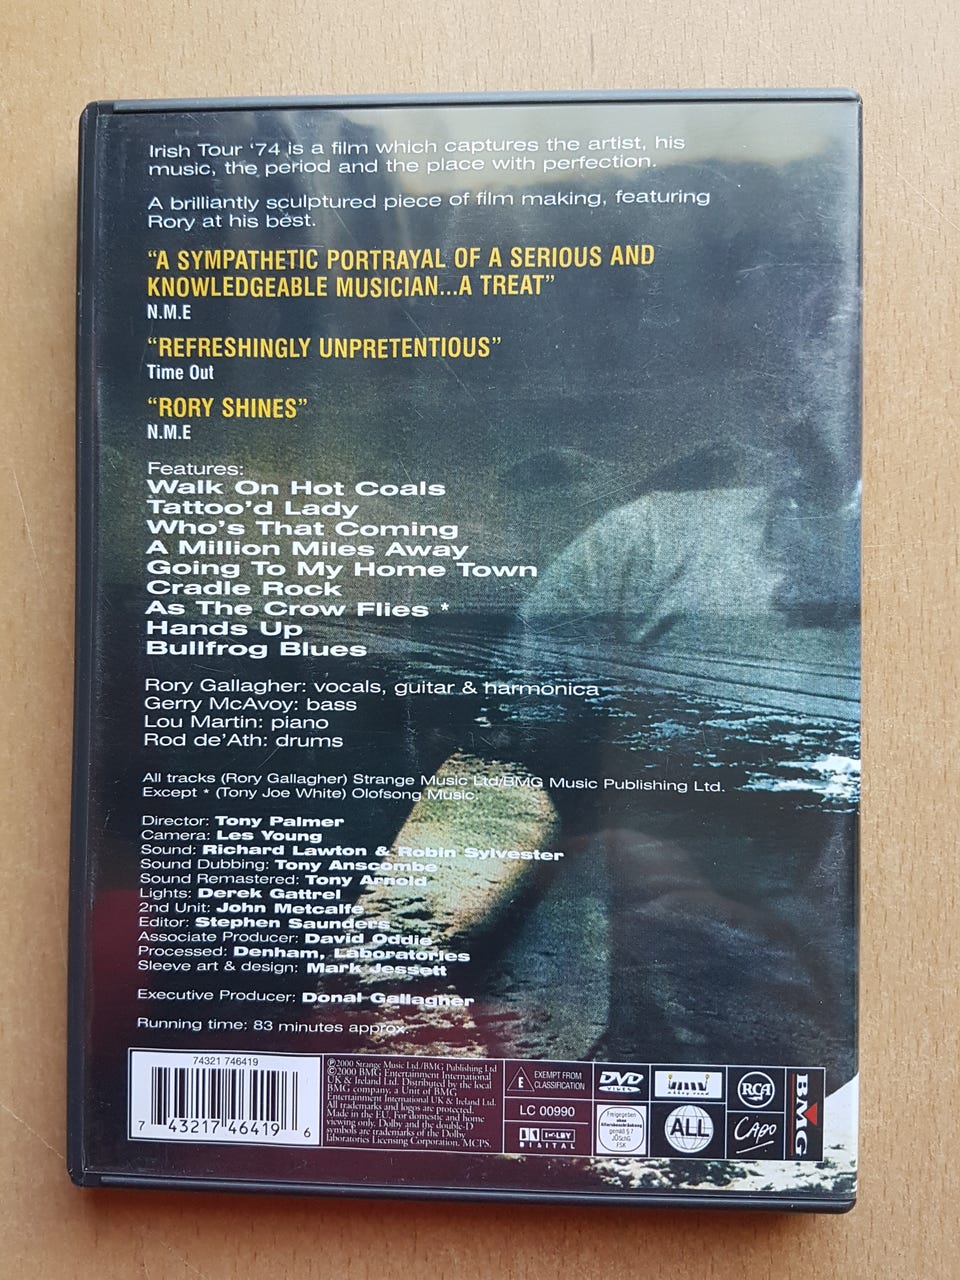 Irish Tour '74 is a film which captures the artist, his
music, the period and the place with perfection.
A brilliantly sculptured piece of film making, featuring
Rory at his best.
"A SYMPATHETIC PORTRAYAL OF A SERIOUS AND
KNOWLEDGEABLE MUSICIAN...A TREAT"
N.M.E
"REFRESHINGLY UNPRETENTIOUS"
Time Out
"RORY SHINES"
N.M.E
Features:
Walk On Hot Coals
Tattoo'd Lady
Who's That Coming
A Million Miles Away
Going To My Home Town
Cradle Rock
As The Crow Flies *
Hands Up
Bullfrog Blues
Rory Gallagher: vocals, guitar & harmonica
Gerry McAvoy: bass
Lou Martin: piano
Rod de'Ath: drums
All tracks (Rory Gallagher) Strange Music Ltd/BMG Music Publishing Ltd.
Except * (Tony Joe White) Olofsong Music.
Director: Tony Palmer
Camera: Les Young
Sound: Richard Lawton & Robin Sylvester
Sound Dubbing: Tony Anscombe
Sound Remastered: Tony Arnold
Lights: Derek Gattrel
2nd Unit: John Metcalfe
Editor: Stephen Saunders
Associate Producer: David Oddie
Processed: Denham, Laboratories
Sleeve art & design: Mark Jessett
Executive Producer: Donal Gallagher
Running time: 83 minutes approx.
74321 746419
7 43217 46419 6
℗2000 Strange Music Ltd./BMG Publishing Ltd
©2000 BMG Entertainment International
UK & Ireland Ltd. Distributed by the local
BMG company, a Unit of BMG
Entertainment International UK & Ireland Ltd.
All trademarks and logos are protected.
Made in the EU. For domestic and home
viewing only. Dolby and the double-D
symbols are trademarks of the Dolby
laboratories Licensing Corporation. MCPS.
E EXEMPT FROM
CLASSIFICATION
LC 00990
DOLBY
DIGITAL
DVD
VIDEO
Freigegeben
ohne
Altersbeschränkung
gemäß § 7
JÖSchG
FSK
abbey road
ALL
RCA
CAPO
BMG